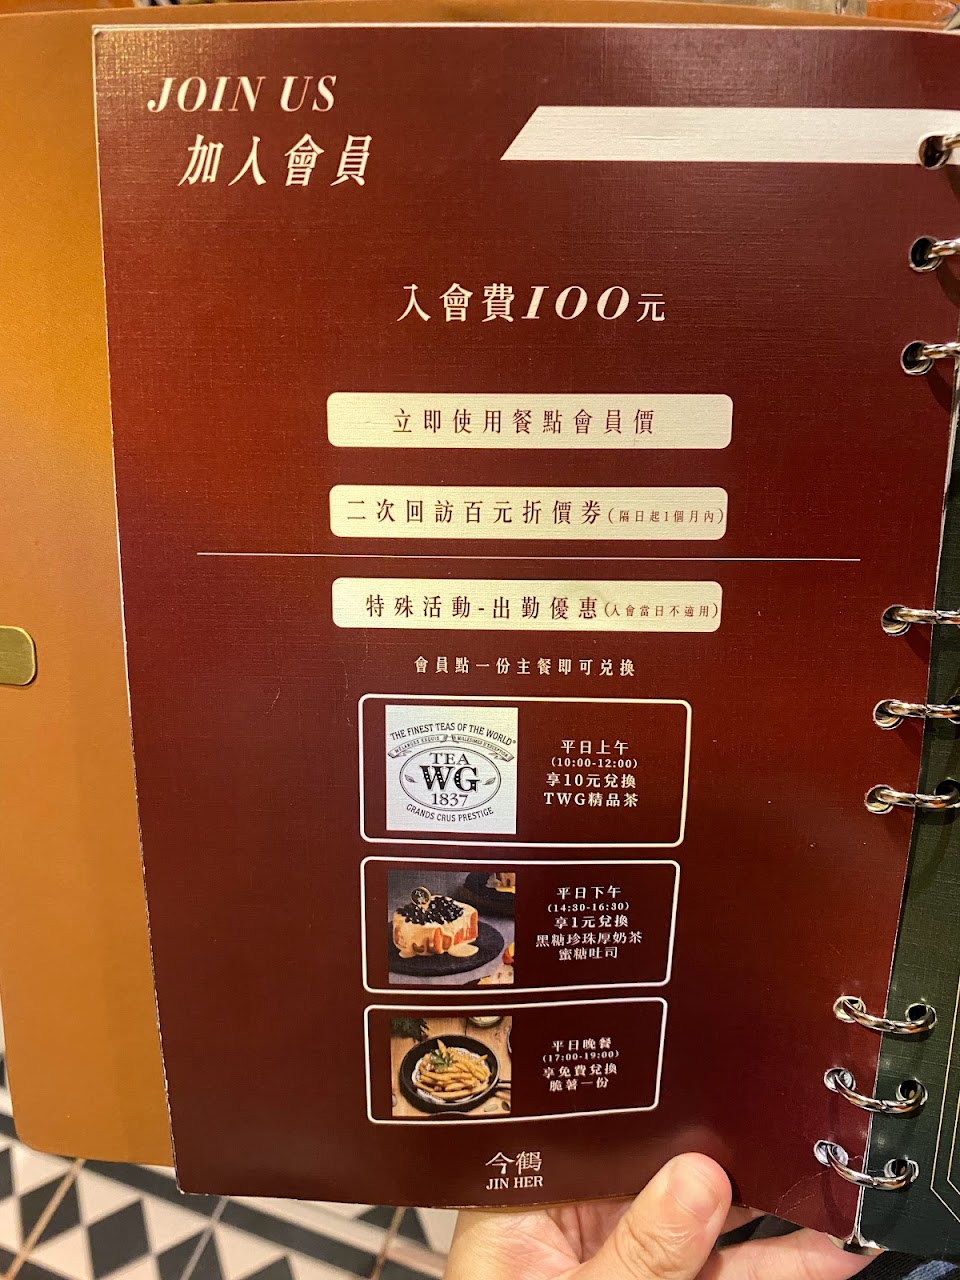 JOIN US
加入會員
入會費100元
立即使用餐點會員價
二次回訪百元折價券(隔日起1個月內)
特殊活動-出勤優惠(入會當日不適用)
會員點一份主餐即可兌換
THE FINEST TEAS OF THE WORLD®
TEA
WG
1837
GRANDS CRUS PRESTIGE
平日上午
(10:00-12:00)
享10元兌換
TWG精品茶
平日下午
(14:30-16:30)
享1元兌換
黑糖珍珠厚奶茶
蜜糖吐司
平日晚餐
(17:00-19:00)
享免費兌換
脆薯一份
今鶴
JIN HER